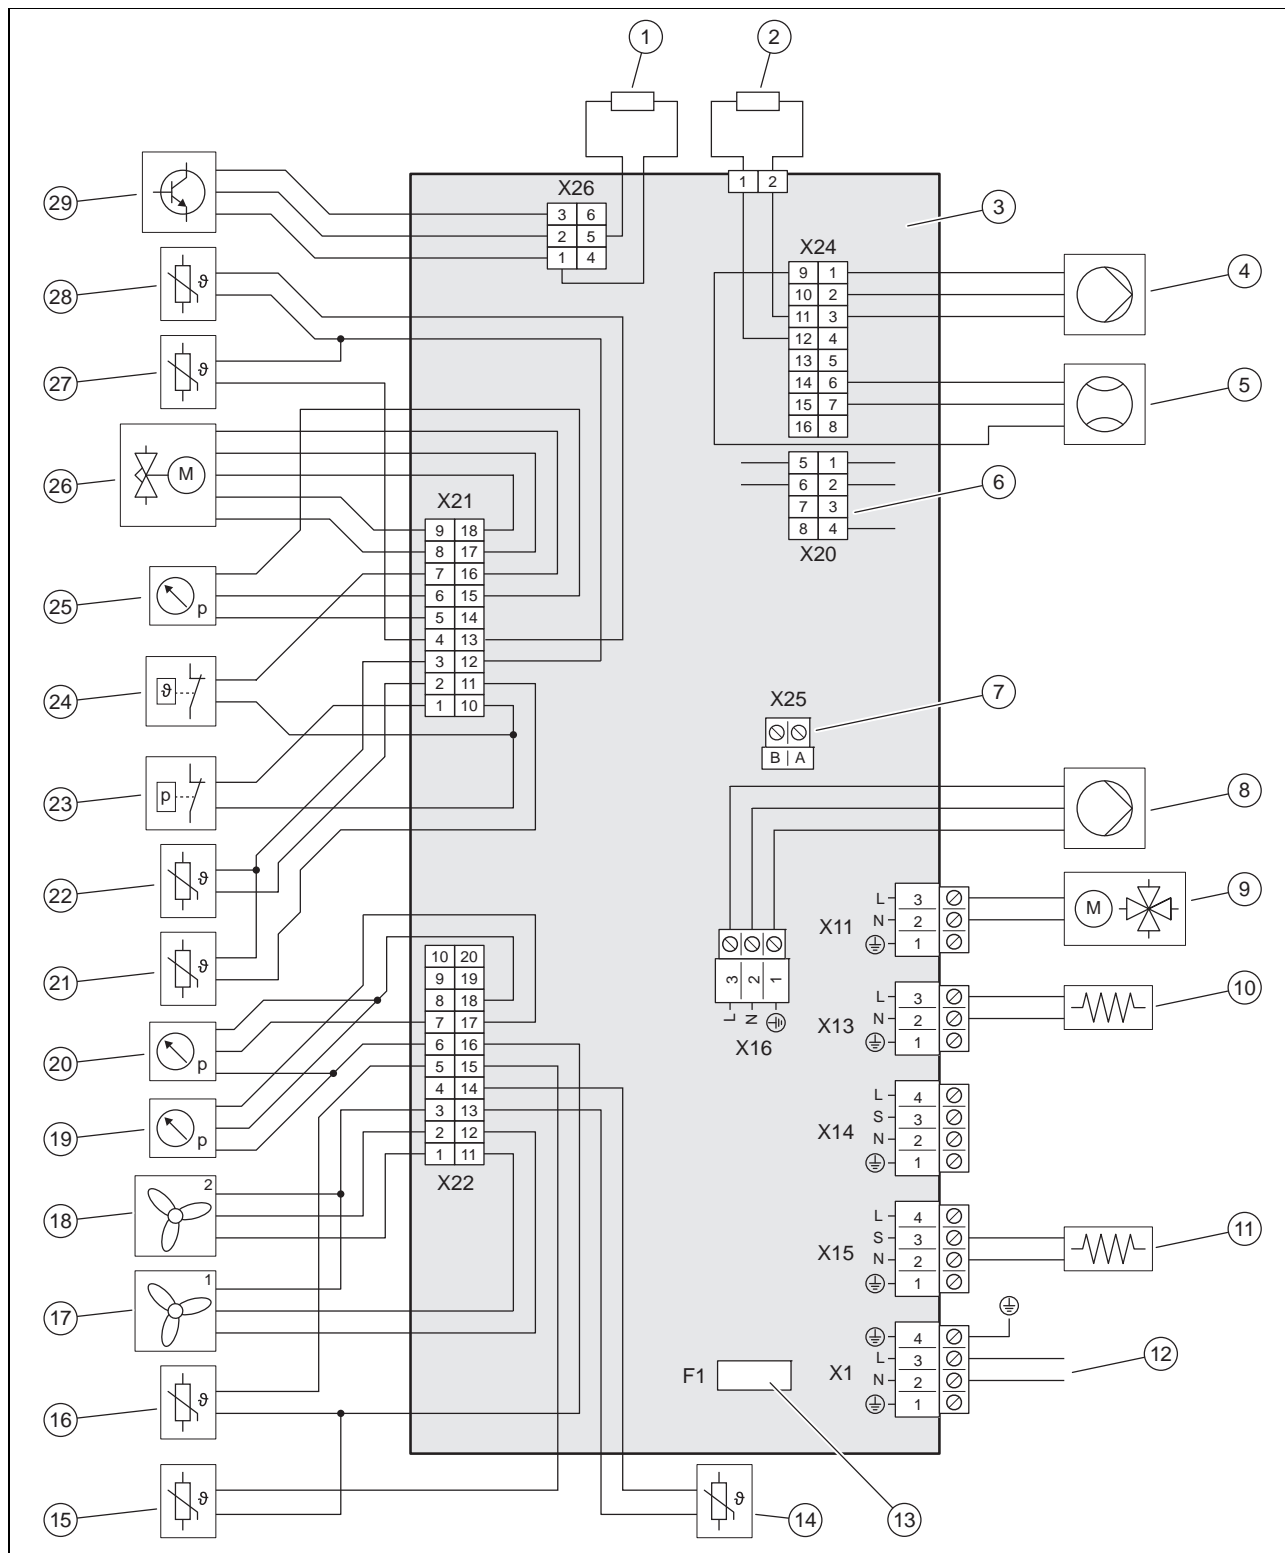 1
2
29
X26
3 6
2 5
1 4
1 2
3
28
ϑ
X24
9 1
10 2
11 3
12 4
13 5
14 6
15 7
16 8
4
27
ϑ
5
26
M
X21
9 18
8 17
7 16
6 15
5 14
4 13
3 12
2 11
1 10
5 1
6 2
7 3
8 4
X20
6
25
p
24
ϑ
X25
B A
7
23
p
8
22
ϑ
X11
L 3
N 2
1
M
9
21
ϑ
3 2 1
L N
X16
10 20
9 19
8 18
7 17
6 16
5 15
4 14
3 13
2 12
1 11
X22
X13
L 3
N 2
1
10
20
p
19
p
X14
L 4
S 3
N 2
1
18
2
X15
L 4
S 3
N 2
1
11
17
1
X1
4
L 3
N 2
1
12
F1
16
ϑ
15
ϑ
ϑ
14
13